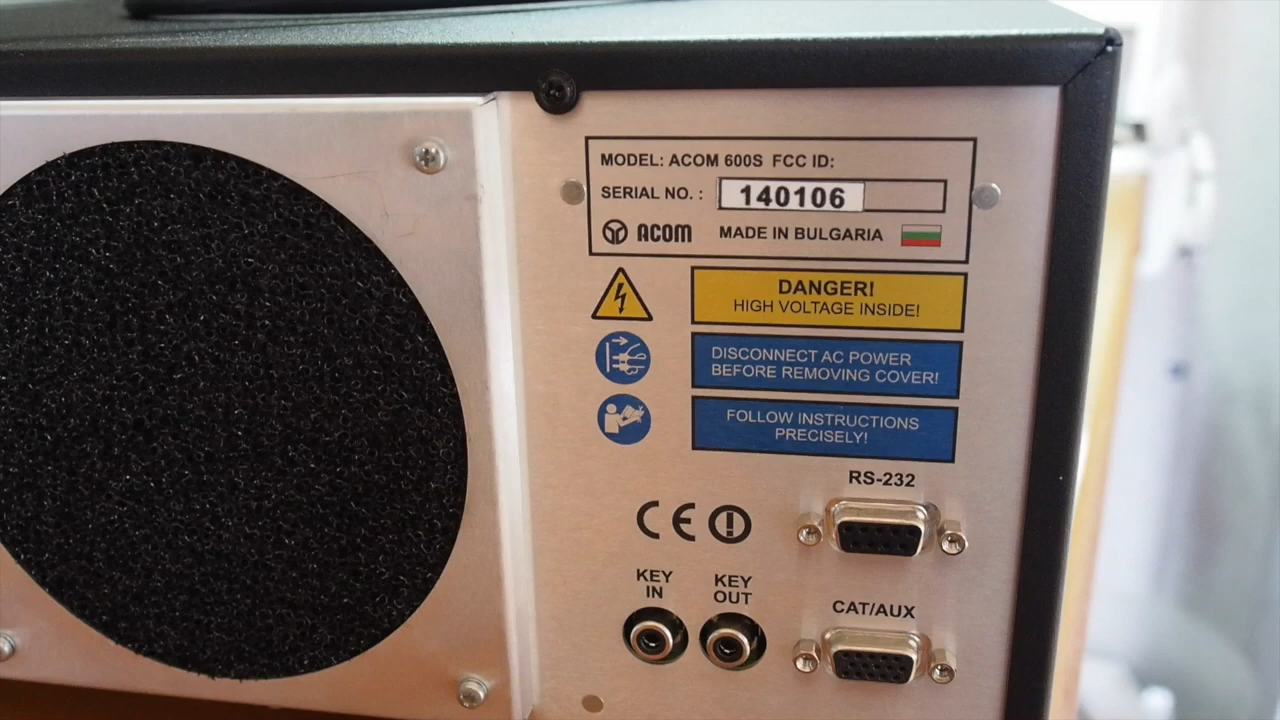 MODEL: ACOM 600S FCC ID:
SERIAL NO. : 140106
ACOM MADE IN BULGARIA
DANGER!
HIGH VOLTAGE INSIDE!
DISCONNECT AC POWER
BEFORE REMOVING COVER!
FOLLOW INSTRUCTIONS
PRECISELY!
RS-232
CE
KEY IN
KEY OUT
CAT/AUX